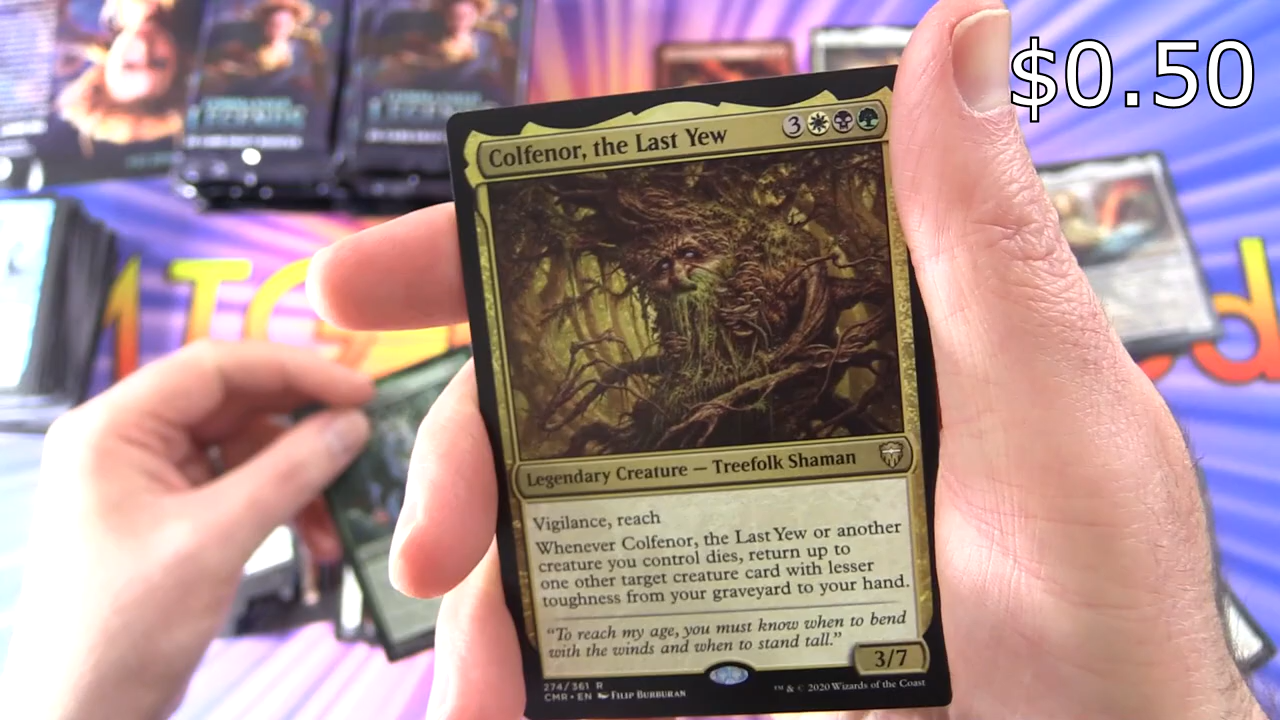 $0.50
Colfenor, the Last Yew 3
Legendary Creature — Treefolk Shaman
Vigilance, reach
Whenever Colfenor, the Last Yew or another
creature you control dies, return up to
one other target creature card with lesser
toughness from your graveyard to your hand.
"To reach my age, you must know when to bend
with the winds and when to stand tall."
3/7
274/361 R
CMR • EN Filip Burburan
™ & © 2020 Wizards of the Coast